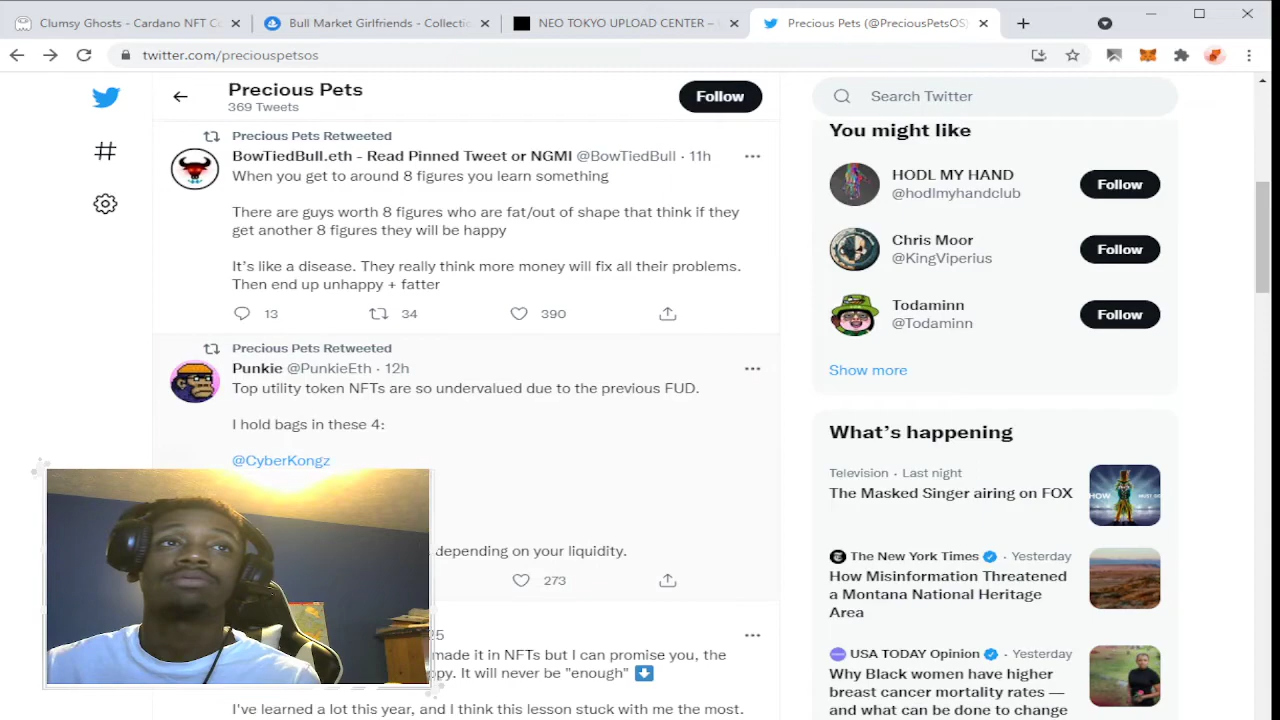 Clumsy Ghosts - Cardano NFT C
Bull Market Girlfriends - Collecti
NEO TOKYO UPLOAD CENTER –
Precious Pets (@PreciousPetsOS)
twitter.com/preciouspetsos
Precious Pets
369 Tweets
Follow
Precious Pets Retweeted
BowTiedBull.eth - Read Pinned Tweet or NGMI @BowTiedBull · 11h
When you get to around 8 figures you learn something
There are guys worth 8 figures who are fat/out of shape that think if they
get another 8 figures they will be happy
It's like a disease. They really think more money will fix all their problems.
Then end up unhappy + fatter
13 34 390
Precious Pets Retweeted
Punkie @PunkieEth · 12h
Top utility token NFTs are so undervalued due to the previous FUD.
I hold bags in these 4:
@CyberKongz
depending on your liquidity.
273
25
made it in NFTs but I can promise you, the
ppy. It will never be "enough"
I've learned a lot this year, and I think this lesson stuck with me the most.
Search Twitter
You might like
HODL MY HAND
@hodlmyhandclub
Follow
Chris Moor
@KingViperius
Follow
Todaminn
@Todaminn
Follow
Show more
What's happening
Television · Last night
The Masked Singer airing on FOX
The New York Times · Yesterday
How Misinformation Threatened
a Montana National Heritage
Area
USA TODAY Opinion · Yesterday
Why Black women have higher
breast cancer mortality rates —
and what can be done to change